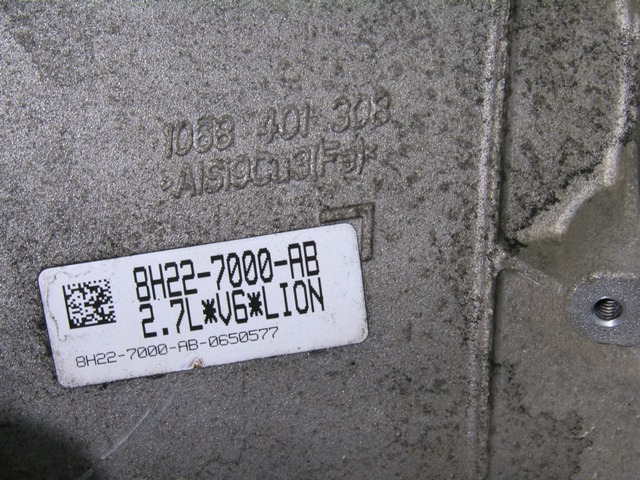 1068 401 308
>AlSi9Cu3(Fe)<
8H22-7000-AB
2.7L*V6*LION
8H22-7000-AB-0650577